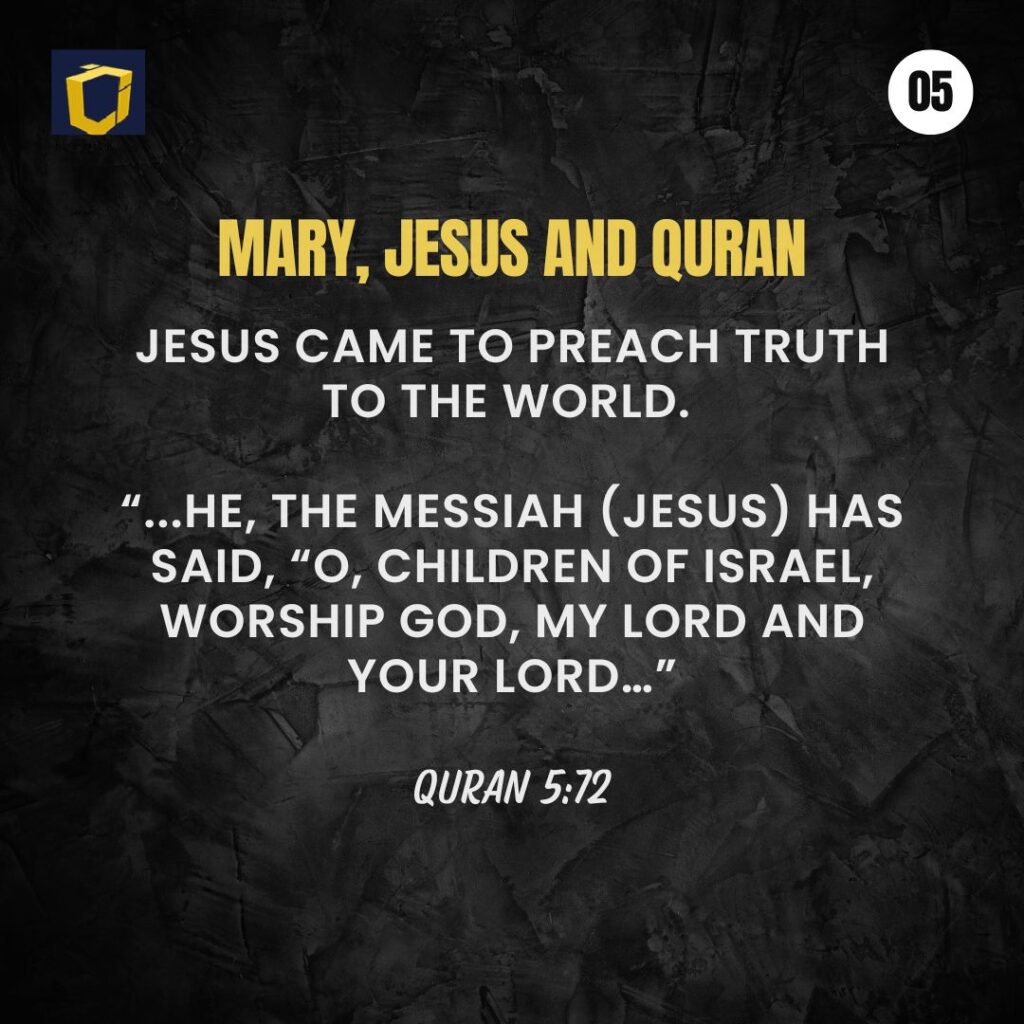 05
MARY, JESUS AND QURAN
JESUS CAME TO PREACH TRUTH
TO THE WORLD.
“...HE, THE MESSIAH (JESUS) HAS
SAID, “O, CHILDREN OF ISRAEL,
WORSHIP GOD, MY LORD AND
YOUR LORD…”
QURAN 5:72